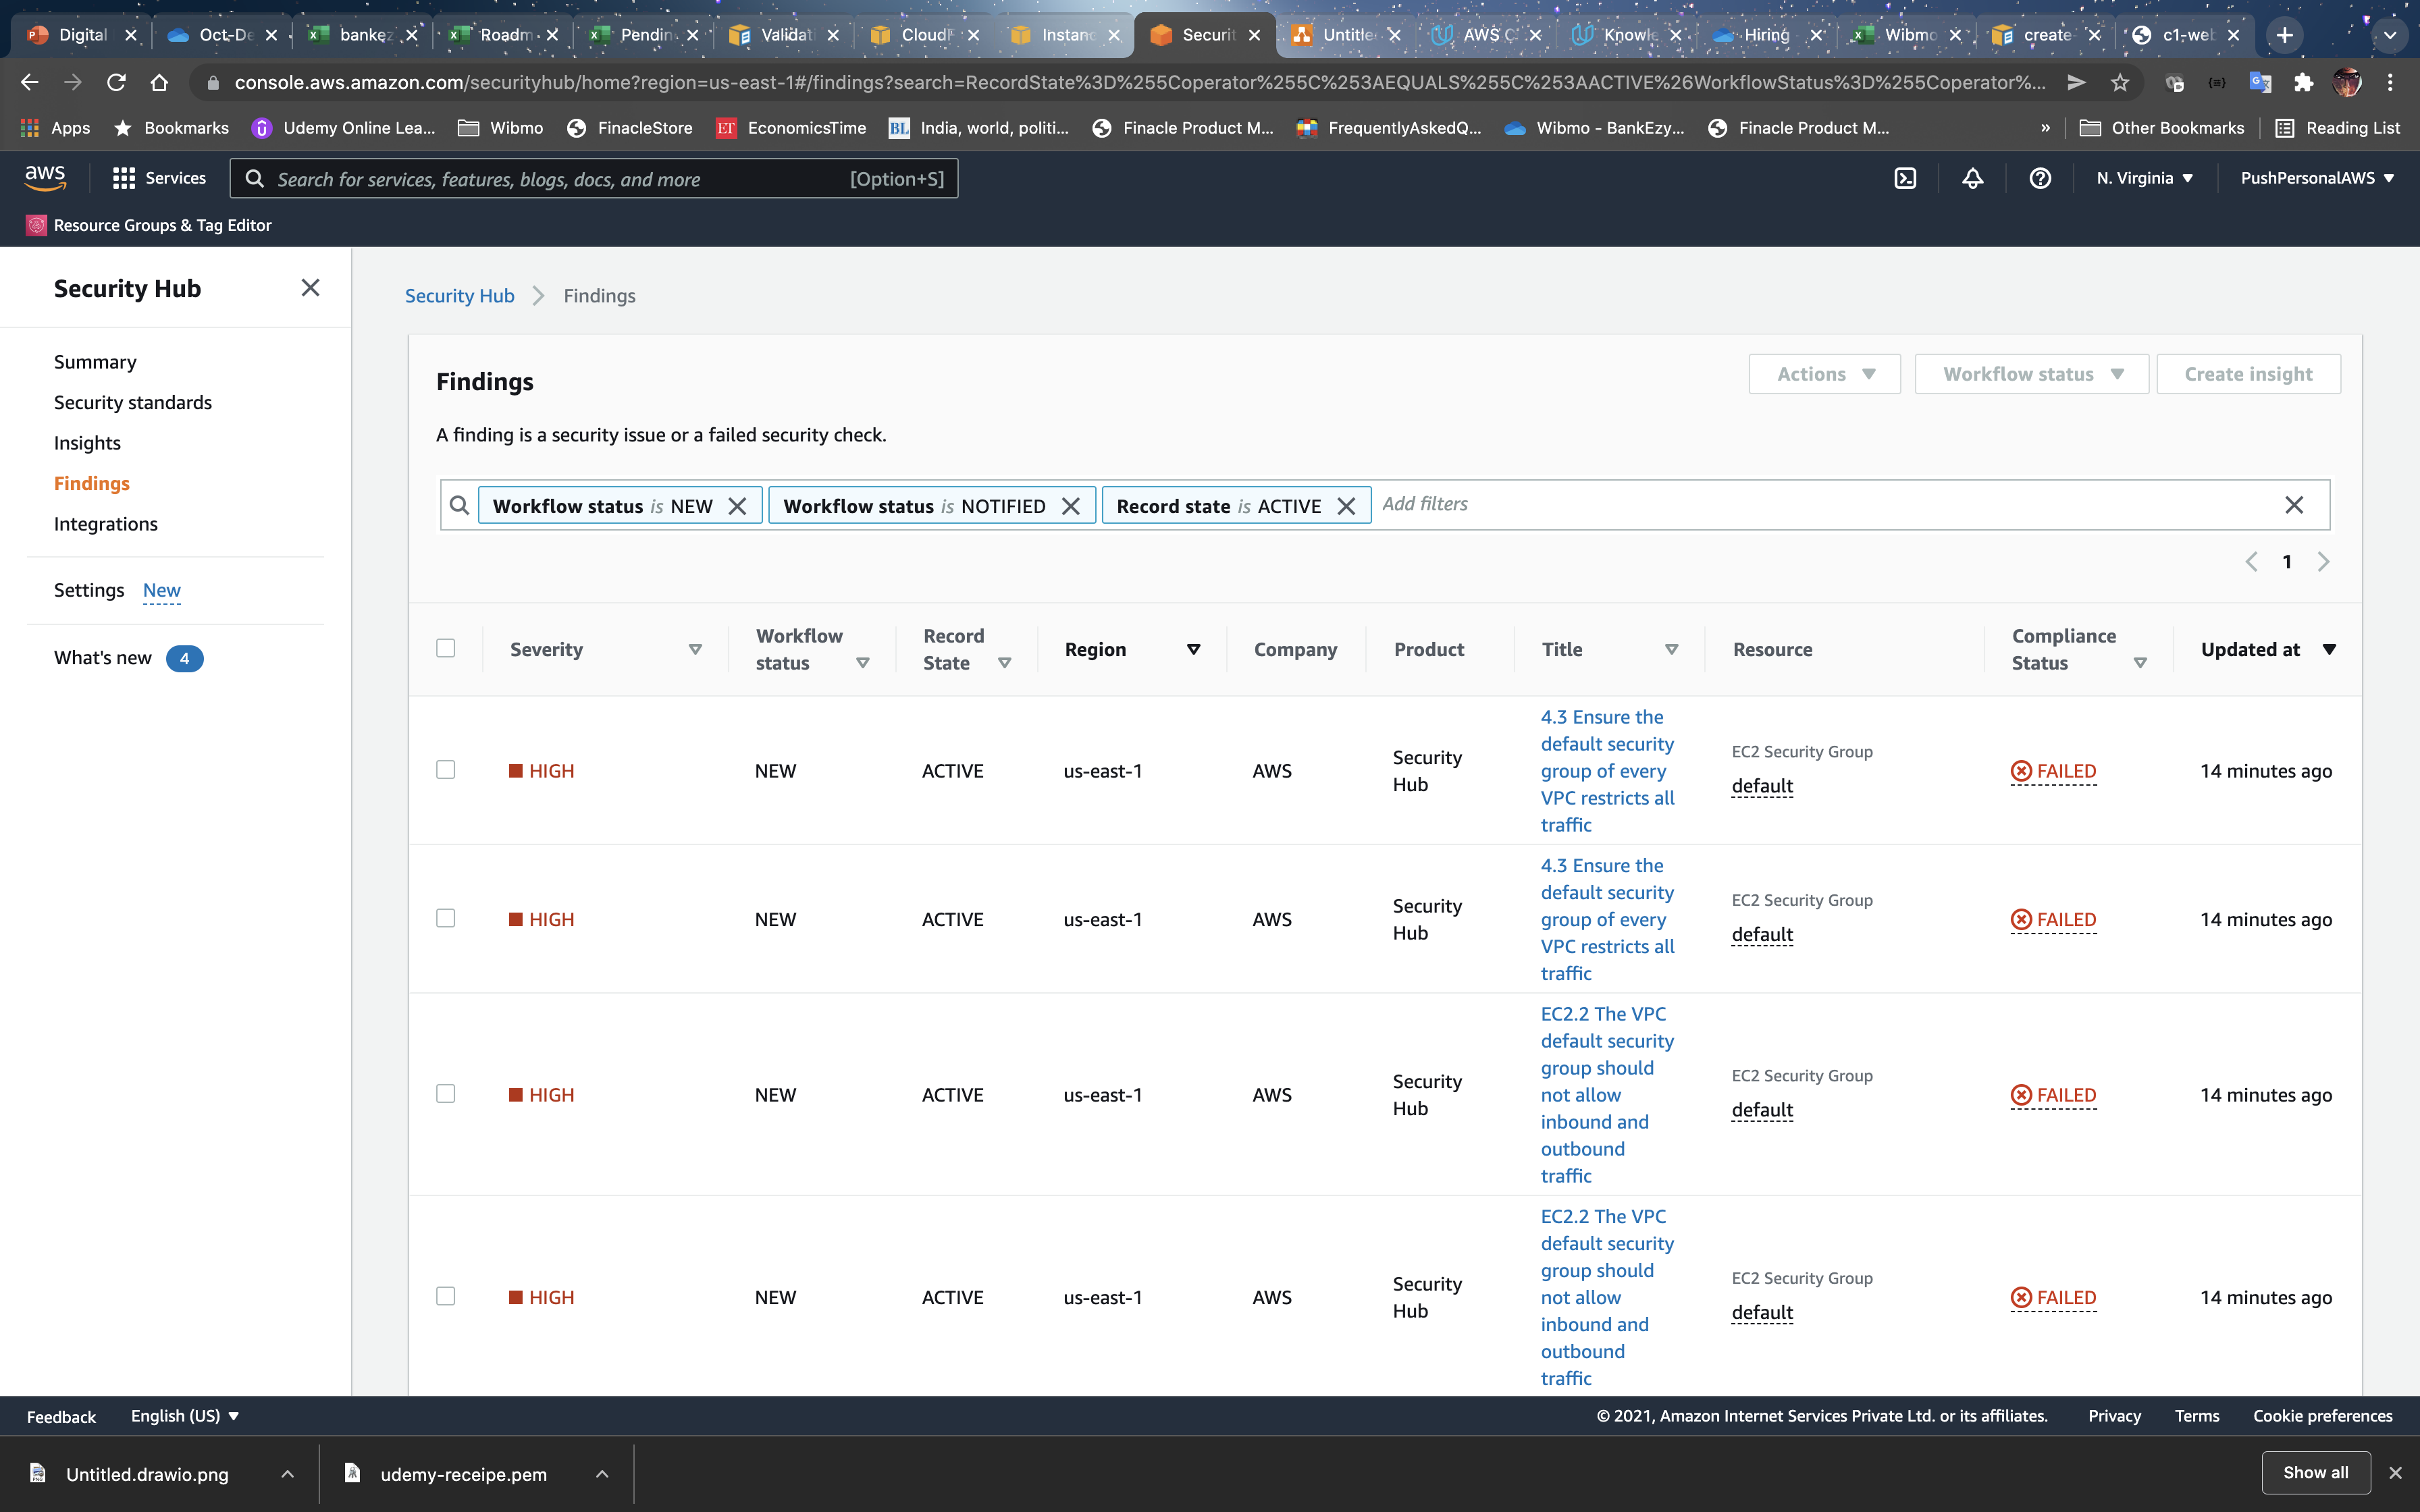 Digital
Oct-De
bankez
Roadm
Pendin
Validat
CloudF
Instanc
Securit
Untitle
AWS C
Knowle
Hiring
Wibmo
create
c1-web
console.aws.amazon.com/securityhub/home?region=us-east-1#/findings?search=RecordState%3D%255Coperator%255C%253AEQUALS%255C%253AACTIVE%26WorkflowStatus%3D%255Coperator%...
Apps
Bookmarks
Udemy Online Lea...
Wibmo
FinacleStore
ET
EconomicsTime
BL
India, world, politi...
Finacle Product M...
FrequentlyAskedQ...
Wibmo - BankEzy...
Finacle Product M...
»
Other Bookmarks
Reading List
aws
Services
Search for services, features, blogs, docs, and more
[Option+S]
N. Virginia
PushPersonalAWS
Resource Groups & Tag Editor
Security Hub
Summary
Security standards
Insights
Findings
Integrations
Settings New
What's new 4
Security Hub
Findings
Findings
Actions
Workflow status
Create insight
A finding is a security issue or a failed security check.
Workflow status is NEW
Workflow status is NOTIFIED
Record state is ACTIVE
Add filters
1
Severity
Workflow
status
Record
State
Region
Company
Product
Title
Resource
Compliance
Status
Updated at
HIGH
NEW
ACTIVE
us-east-1
AWS
Security
Hub
4.3 Ensure the
default security
group of every
VPC restricts all
traffic
EC2 Security Group
default
FAILED
14 minutes ago
HIGH
NEW
ACTIVE
us-east-1
AWS
Security
Hub
4.3 Ensure the
default security
group of every
VPC restricts all
traffic
EC2 Security Group
default
FAILED
14 minutes ago
HIGH
NEW
ACTIVE
us-east-1
AWS
Security
Hub
EC2.2 The VPC
default security
group should
not allow
inbound and
outbound
traffic
EC2 Security Group
default
FAILED
14 minutes ago
HIGH
NEW
ACTIVE
us-east-1
AWS
Security
Hub
EC2.2 The VPC
default security
group should
not allow
inbound and
outbound
traffic
EC2 Security Group
default
FAILED
14 minutes ago
Feedback
English (US)
© 2021, Amazon Internet Services Private Ltd. or its affiliates.
Privacy
Terms
Cookie preferences
Untitled.drawio.png
udemy-receipe.pem
Show all